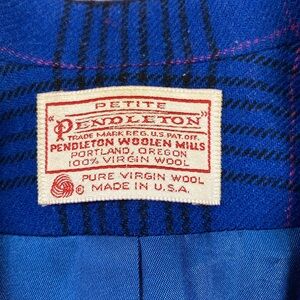 PETITE
"PENDLETON"
TRADE MARK REG. U.S. PAT. OFF.
PENDLETON WOOLEN MILLS
PORTLAND, OREGON
100% VIRGIN WOOL
PURE VIRGIN WOOL
® MADE IN U.S.A.